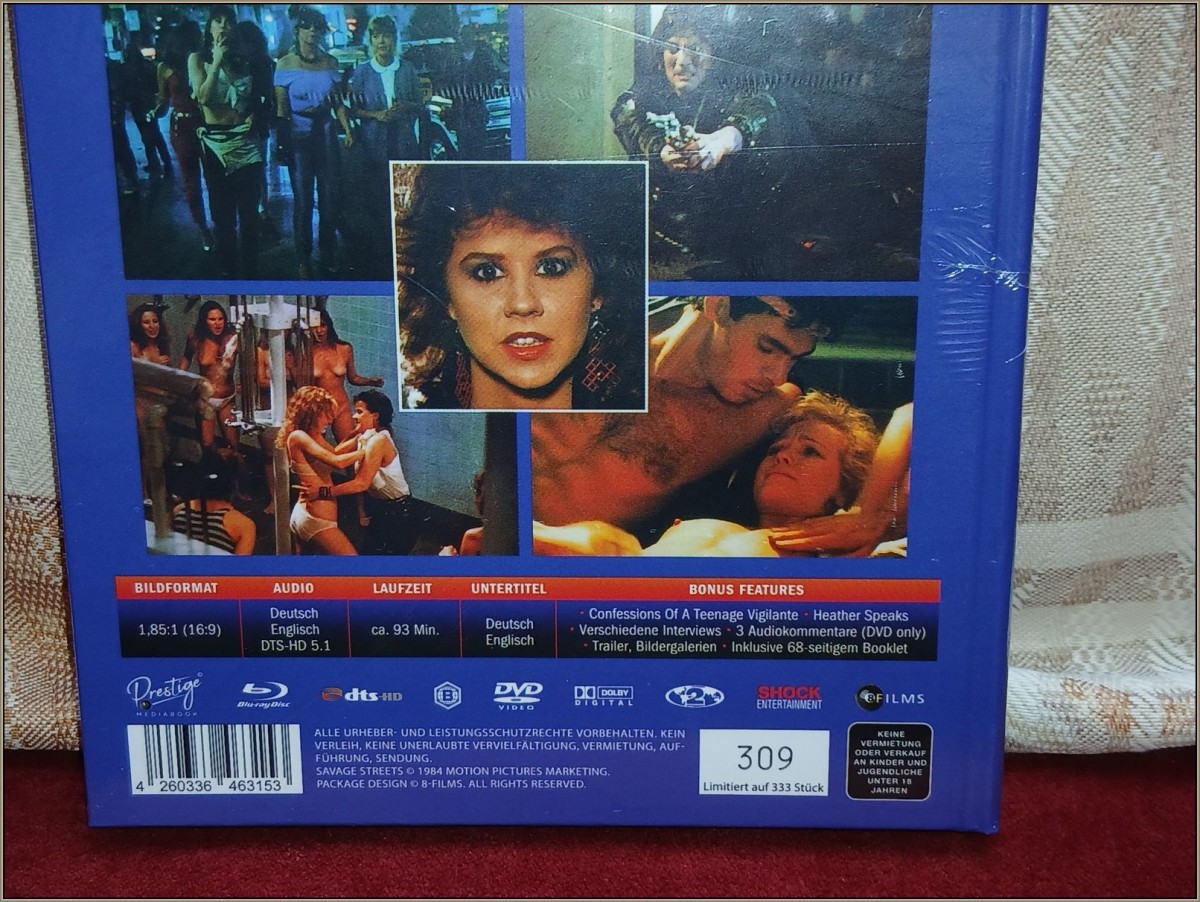 BILDFORMAT AUDIO LAUFZEIT UNTERTITEL BONUS FEATURES
1,85:1 (16:9)
Deutsch
Englisch
DTS-HD 5.1
ca. 93 Min.
Deutsch
Englisch
• Confessions Of A Teenage Vigilante • Heather Speaks
• Verschiedene Interviews • 3 Audiokommentare (DVD only)
• Trailer, Bildergalerien • Inklusive 68-seitigem Booklet
Prestige
MEDIABOOK
Blu-ray Disc
dts-HD
B
DVD
VIDEO
DOLBY
DIGITAL
2
SHOCK
ENTERTAINMENT
8FILMS
4 260336 463153
ALLE URHEBER- UND LEISTUNGSSCHUTZRECHTE VORBEHALTEN. KEIN
VERLEIH, KEINE UNERLAUBTE VERVIELFÄLTIGUNG, VERMIETUNG, AUF-
FÜHRUNG, SENDUNG.
SAVAGE STREETS © 1984 MOTION PICTURES MARKETING.
PACKAGE DESIGN © 8-FILMS. ALL RIGHTS RESERVED.
309
Limitiert auf 333 Stück
KEINE
VERMIETUNG
ODER VERKAUF
AN KINDER UND
JUGENDLICHE
UNTER 18
JAHREN